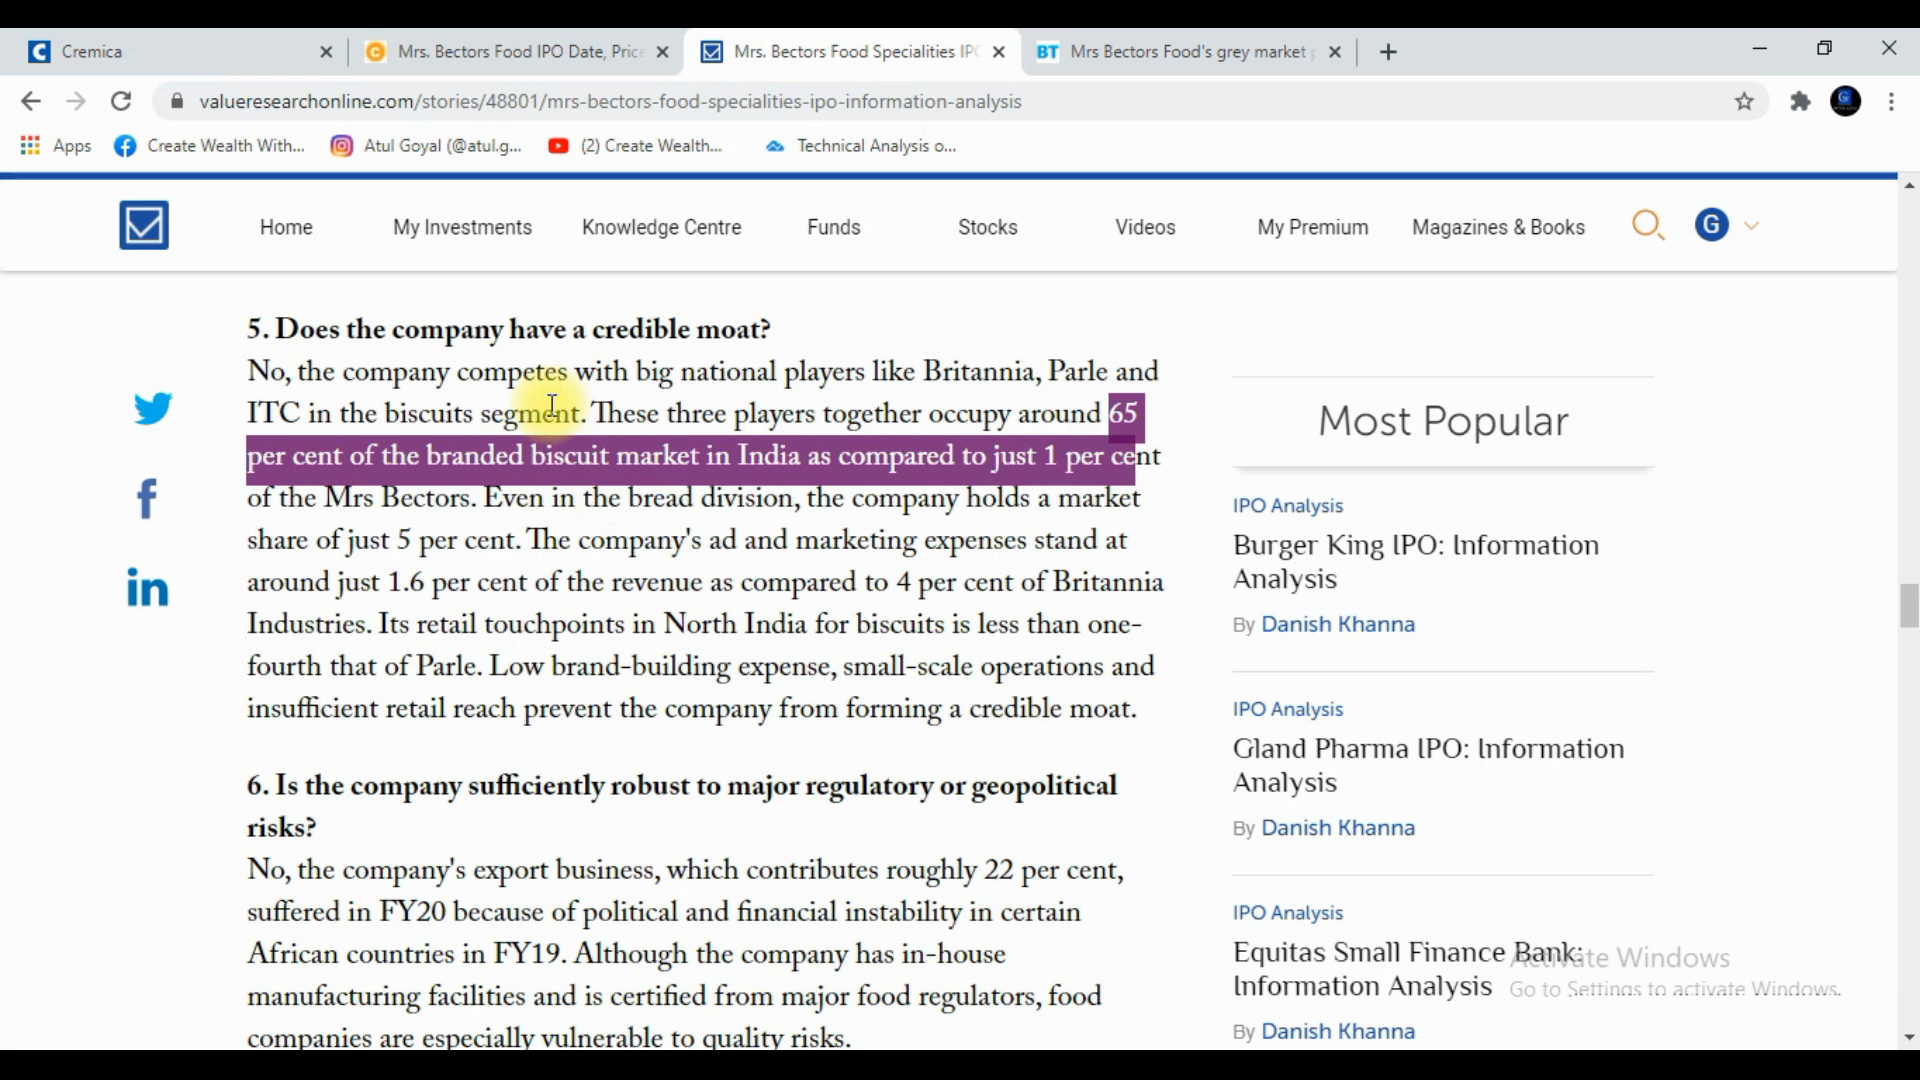 Cremica
Mrs. Bectors Food IPO Date, Price
Mrs. Bectors Food Specialities IPO
BT Mrs Bectors Food's grey market p
valueresearchonline.com/stories/48801/mrs-bectors-food-specialities-ipo-information-analysis
Apps Create Wealth With... Atul Goyal (@atul.g... (2) Create Wealth... Technical Analysis o...
Home My Investments Knowledge Centre Funds Stocks Videos My Premium Magazines & Books G
5. Does the company have a credible moat?
No, the company competes with big national players like Britannia, Parle and
ITC in the biscuits segment. These three players together occupy around 65
per cent of the branded biscuit market in India as compared to just 1 per cent
of the Mrs Bectors. Even in the bread division, the company holds a market
share of just 5 per cent. The company's ad and marketing expenses stand at
around just 1.6 per cent of the revenue as compared to 4 per cent of Britannia
Industries. Its retail touchpoints in North India for biscuits is less than one-
fourth that of Parle. Low brand-building expense, small-scale operations and
insufficient retail reach prevent the company from forming a credible moat.
6. Is the company sufficiently robust to major regulatory or geopolitical
risks?
No, the company's export business, which contributes roughly 22 per cent,
suffered in FY20 because of political and financial instability in certain
African countries in FY19. Although the company has in-house
manufacturing facilities and is certified from major food regulators, food
companies are especially vulnerable to quality risks.
Most Popular
IPO Analysis
Burger King IPO: Information
Analysis
By Danish Khanna
IPO Analysis
Gland Pharma IPO: Information
Analysis
By Danish Khanna
IPO Analysis
Equitas Small Finance Bank:
Information Analysis
By Danish Khanna
Activate Windows
Go to Settings to activate Windows.